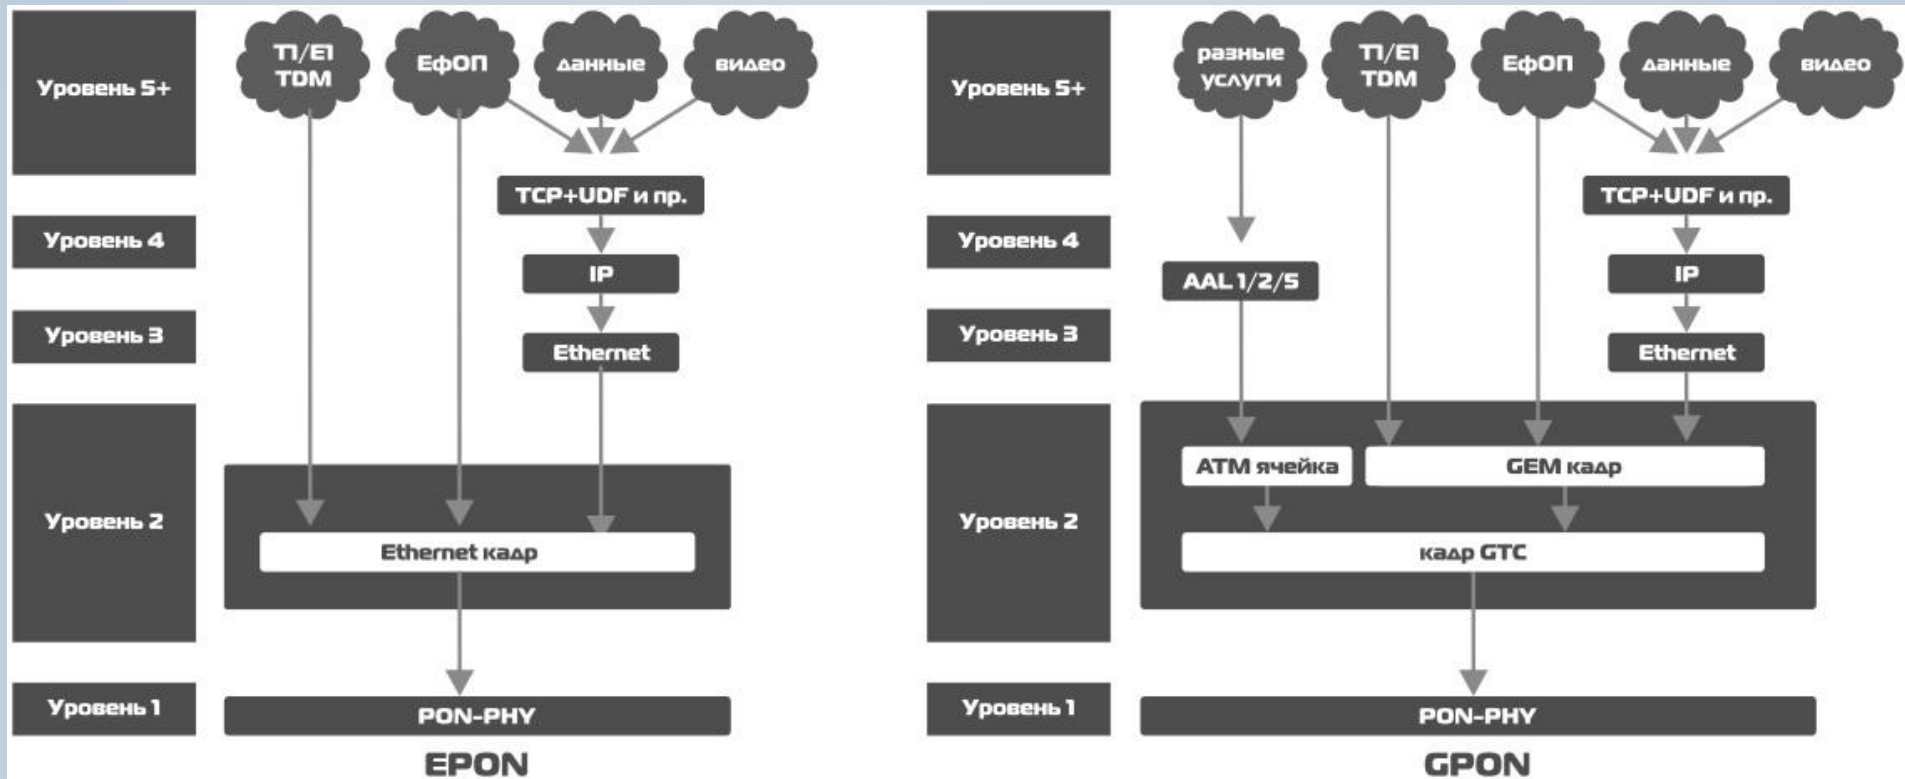 Уровень 5+
T1/E1
TDM
ЕфОП
данные
видео
TCP+UDF и пр.
Уровень 4
IP
Уровень 3
Ethernet
Уровень 2
Ethernet кадр
Уровень 1
PON-PHY
EPON
Уровень 5+
разные
услуги
T1/E1
TDM
ЕфОП
данные
видео
TCP+UDF и пр.
Уровень 4
IP
AAL 1/2/5
Уровень 3
Ethernet
ATM ячейка
GEM кадр
Уровень 2
кадр GTC
Уровень 1
PON-PHY
GPON